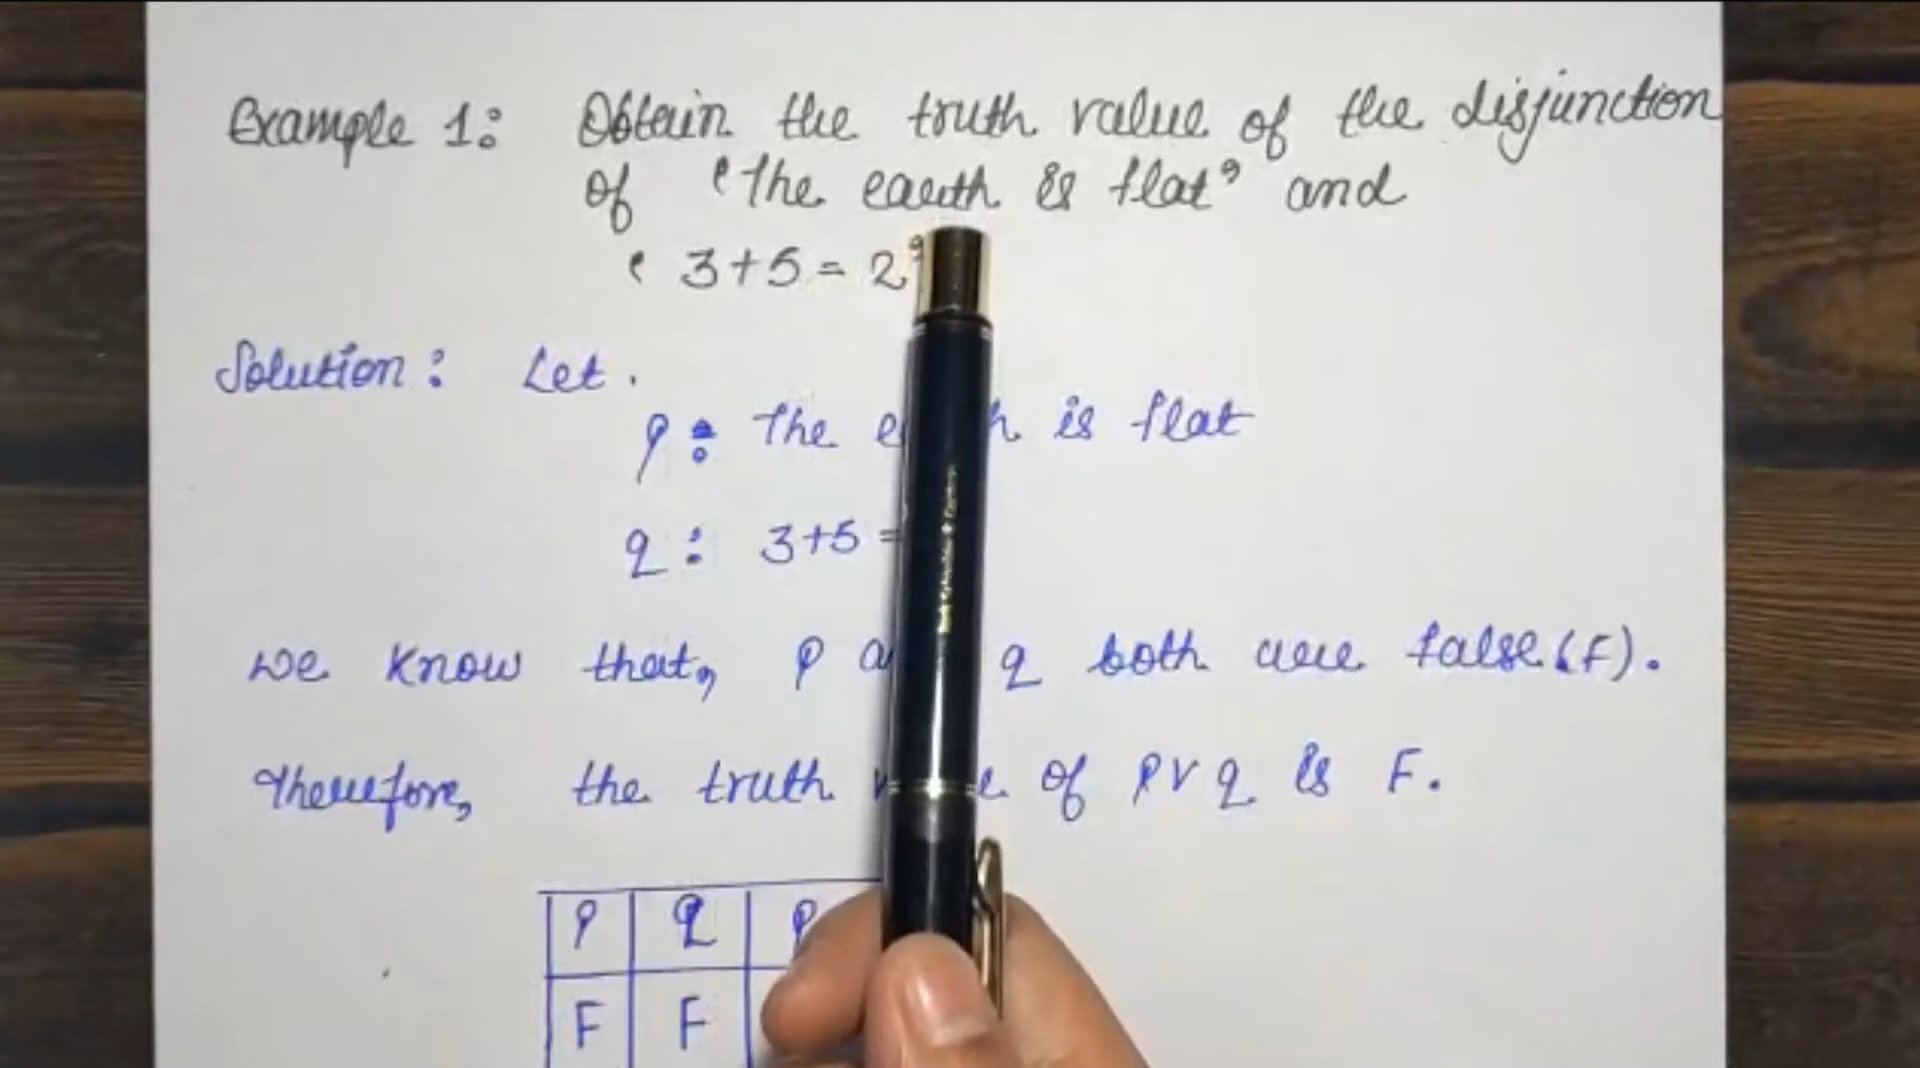 Example 1: Obtain the truth value of the disjunction
of 'The earth is flat' and
' 3+5 = 2'
Solution: Let.
p: The e h is flat
q: 3+5 =
we know that, p a q both are false(F).
Therefore, the truth v e of p∨q is F.
p q p
F F